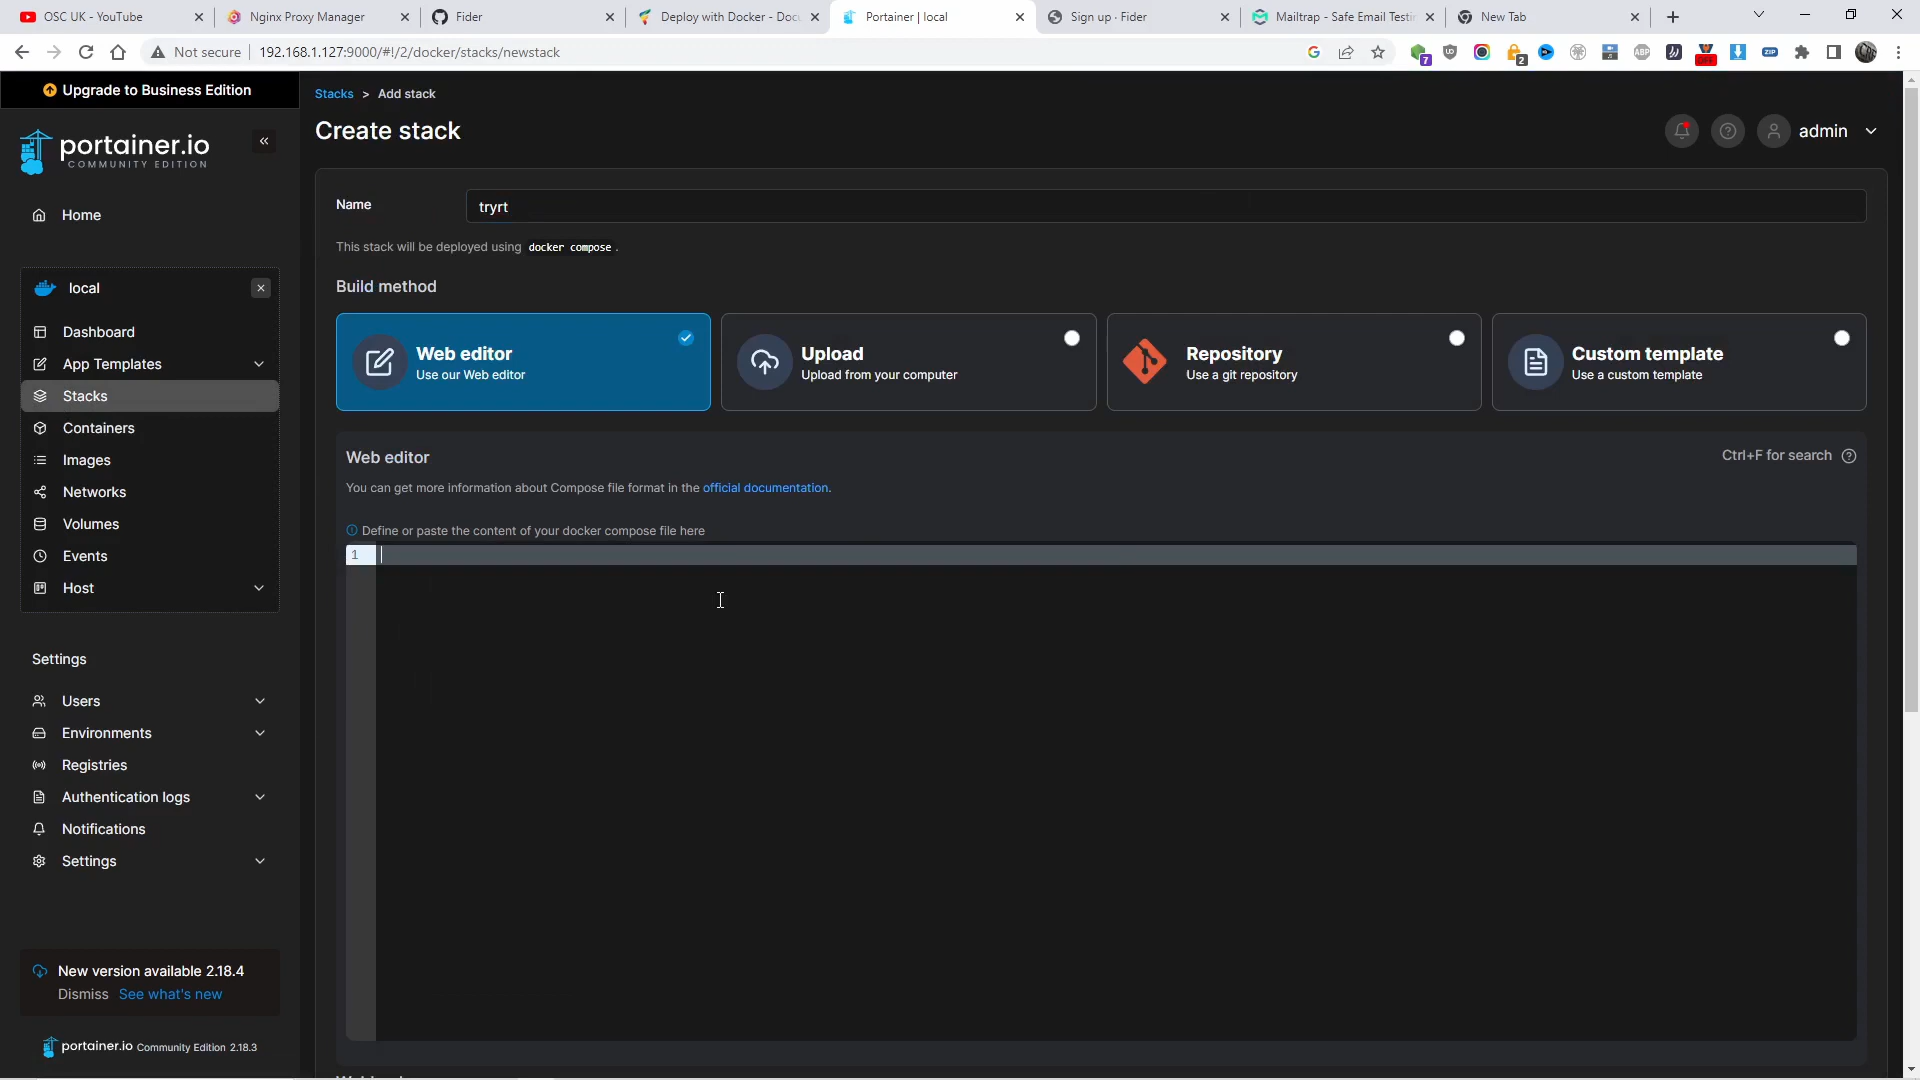 OSC UK - YouTube
Nginx Proxy Manager
Fider
Deploy with Docker - Docu
Portainer | local
Sign up · Fider
Mailtrap - Safe Email Testi
New Tab
Not secure
192.168.1.127:9000/#!/2/docker/stacks/newstack
7
2
ABP
OFF
ZIP
Upgrade to Business Edition
portainer.io
COMMUNITY EDITION
Home
local
Dashboard
App Templates
Stacks
Containers
Images
Networks
Volumes
Events
Host
Settings
Users
Environments
Registries
Authentication logs
Notifications
Settings
New version available 2.18.4
Dismiss See what's new
portainer.io Community Edition 2.18.3
Stacks > Add stack
Create stack
admin
Name
tryrt
This stack will be deployed using docker compose .
Build method
Web editor
Use our Web editor
Upload
Upload from your computer
Repository
Use a git repository
Custom template
Use a custom template
Web editor
Ctrl+F for search
You can get more information about Compose file format in the official documentation.
Define or paste the content of your docker compose file here
1